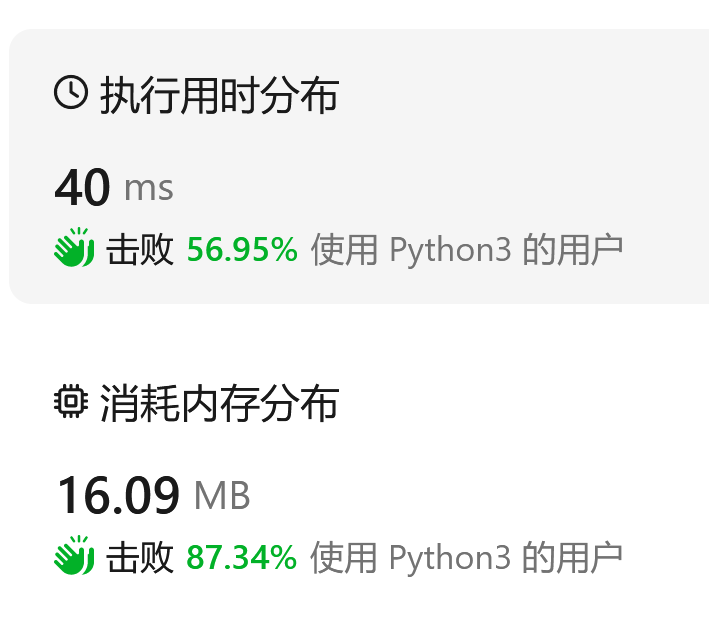 执行用时分布
40 ms
击败 56.95% 使用 Python3 的用户
消耗内存分布
16.09 MB
击败 87.34% 使用 Python3 的用户